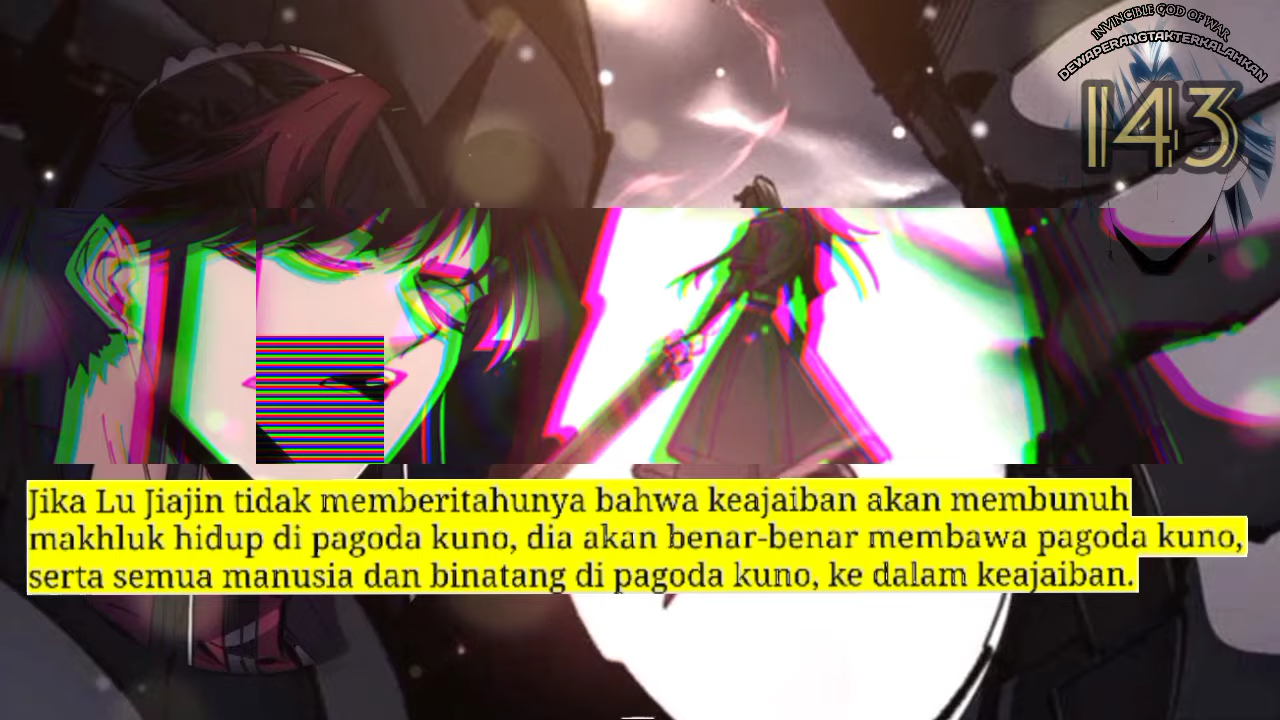 INVINCIBLE GOD OF WAR
DEWAPERANGTAKTERKALAHKAN
143
Jika Lu Jiajin tidak memberitahunya bahwa keajaiban akan membunuh
makhluk hidup di pagoda kuno, dia akan benar-benar membawa pagoda kuno,
serta semua manusia dan binatang di pagoda kuno, ke dalam keajaiban.